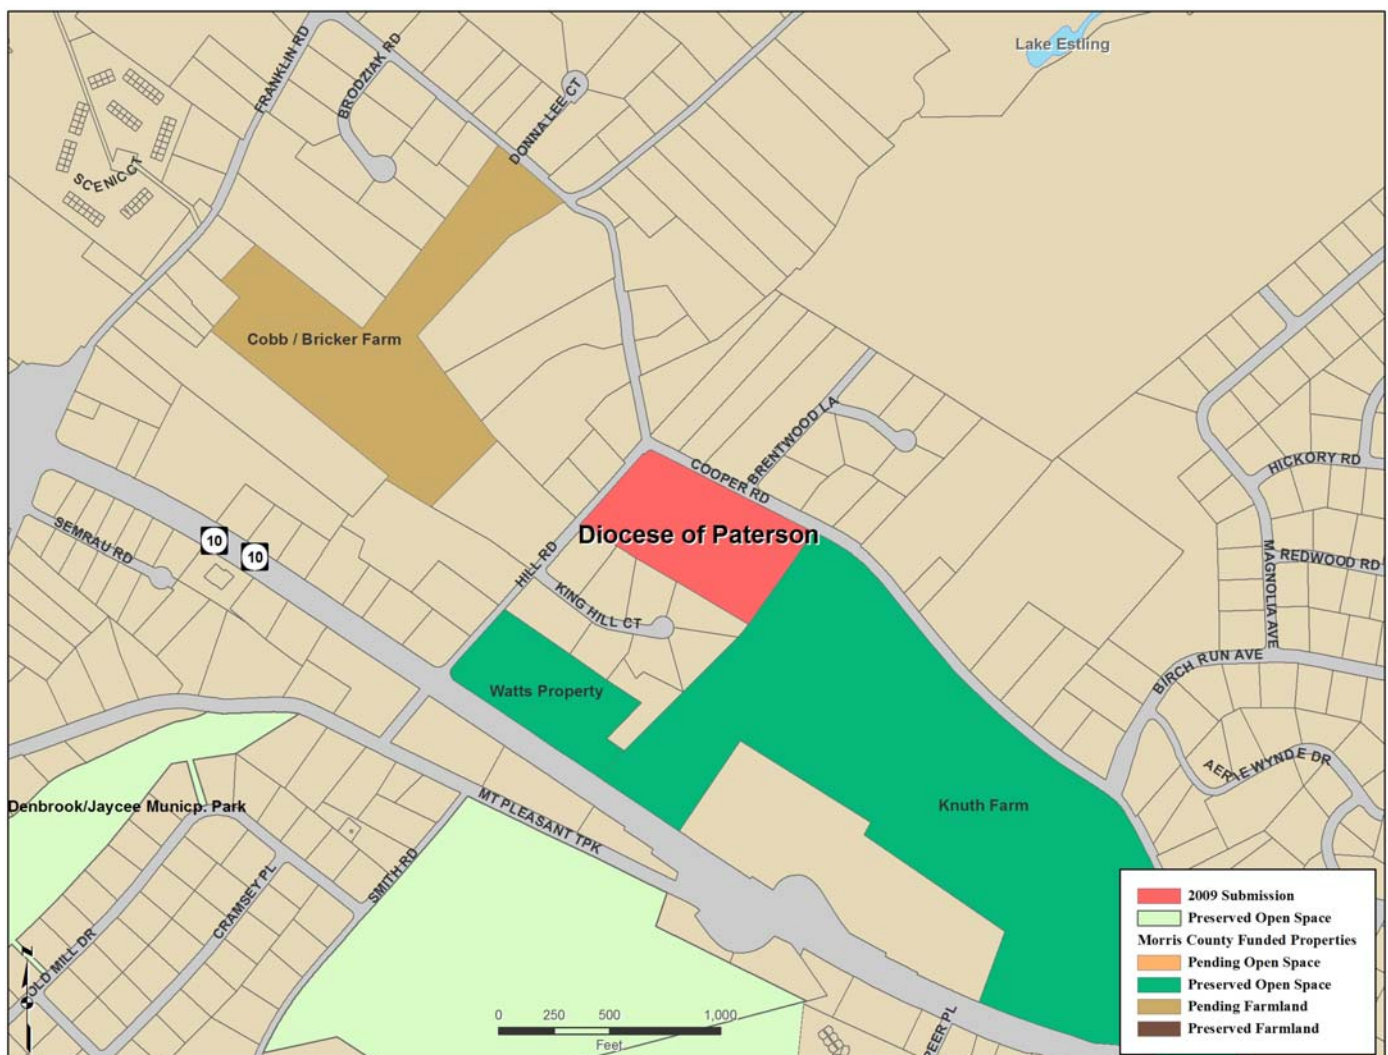 Lake Estling
FRANKLIN RD
BRODZIAK RD
DONNA LEE CT
SCENIC CT
Cobb / Bricker Farm
BRENTWOOD LA
COOPER RD
HICKORY RD
Diocese of Paterson
SEMRAU RD
10
10
HILL RD
KING HILL CT
MAGNOLIA AVE
REDWOOD RD
BIRCH RUN AVE
Watts Property
AERIEWYNDE DR
Denbrook/Jaycee Municp. Park
MT PLEASANT TPK
Knuth Farm
SMITH RD
CRAMSEY PL
OLD MILL DR
N
0 250 500 1,000
Feet
2009 Submission
Preserved Open Space
Morris County Funded Properties
Pending Open Space
Preserved Open Space
Pending Farmland
Preserved Farmland